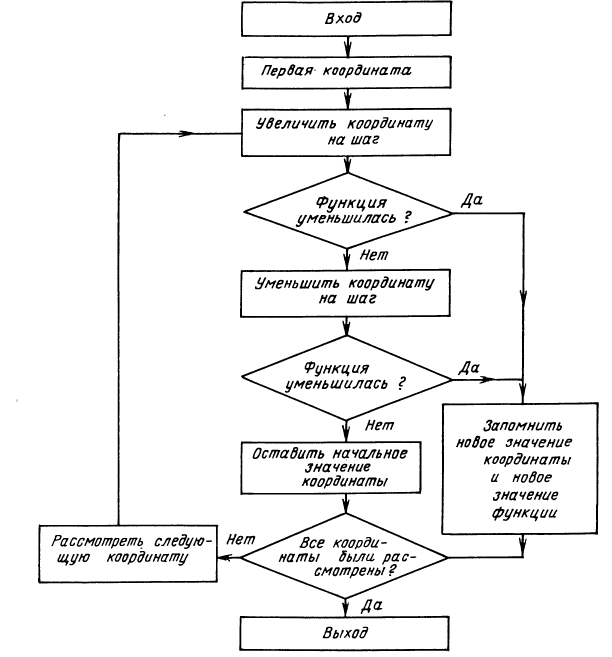 Вход
Первая координата
Увеличить координату
на шаг
Функция
уменьшилась ?
Да
Нет
Уменьшить координату
на шаг
Функция
уменьшилась ?
Да
Нет
Запомнить
новое значение
координаты
и новое
значение
функции
Оставить начальное
значение
координаты
Все коорди-
наты были рас-
смотрены ?
Нет
Рассмотреть следую-
щую координату
Да
Выход